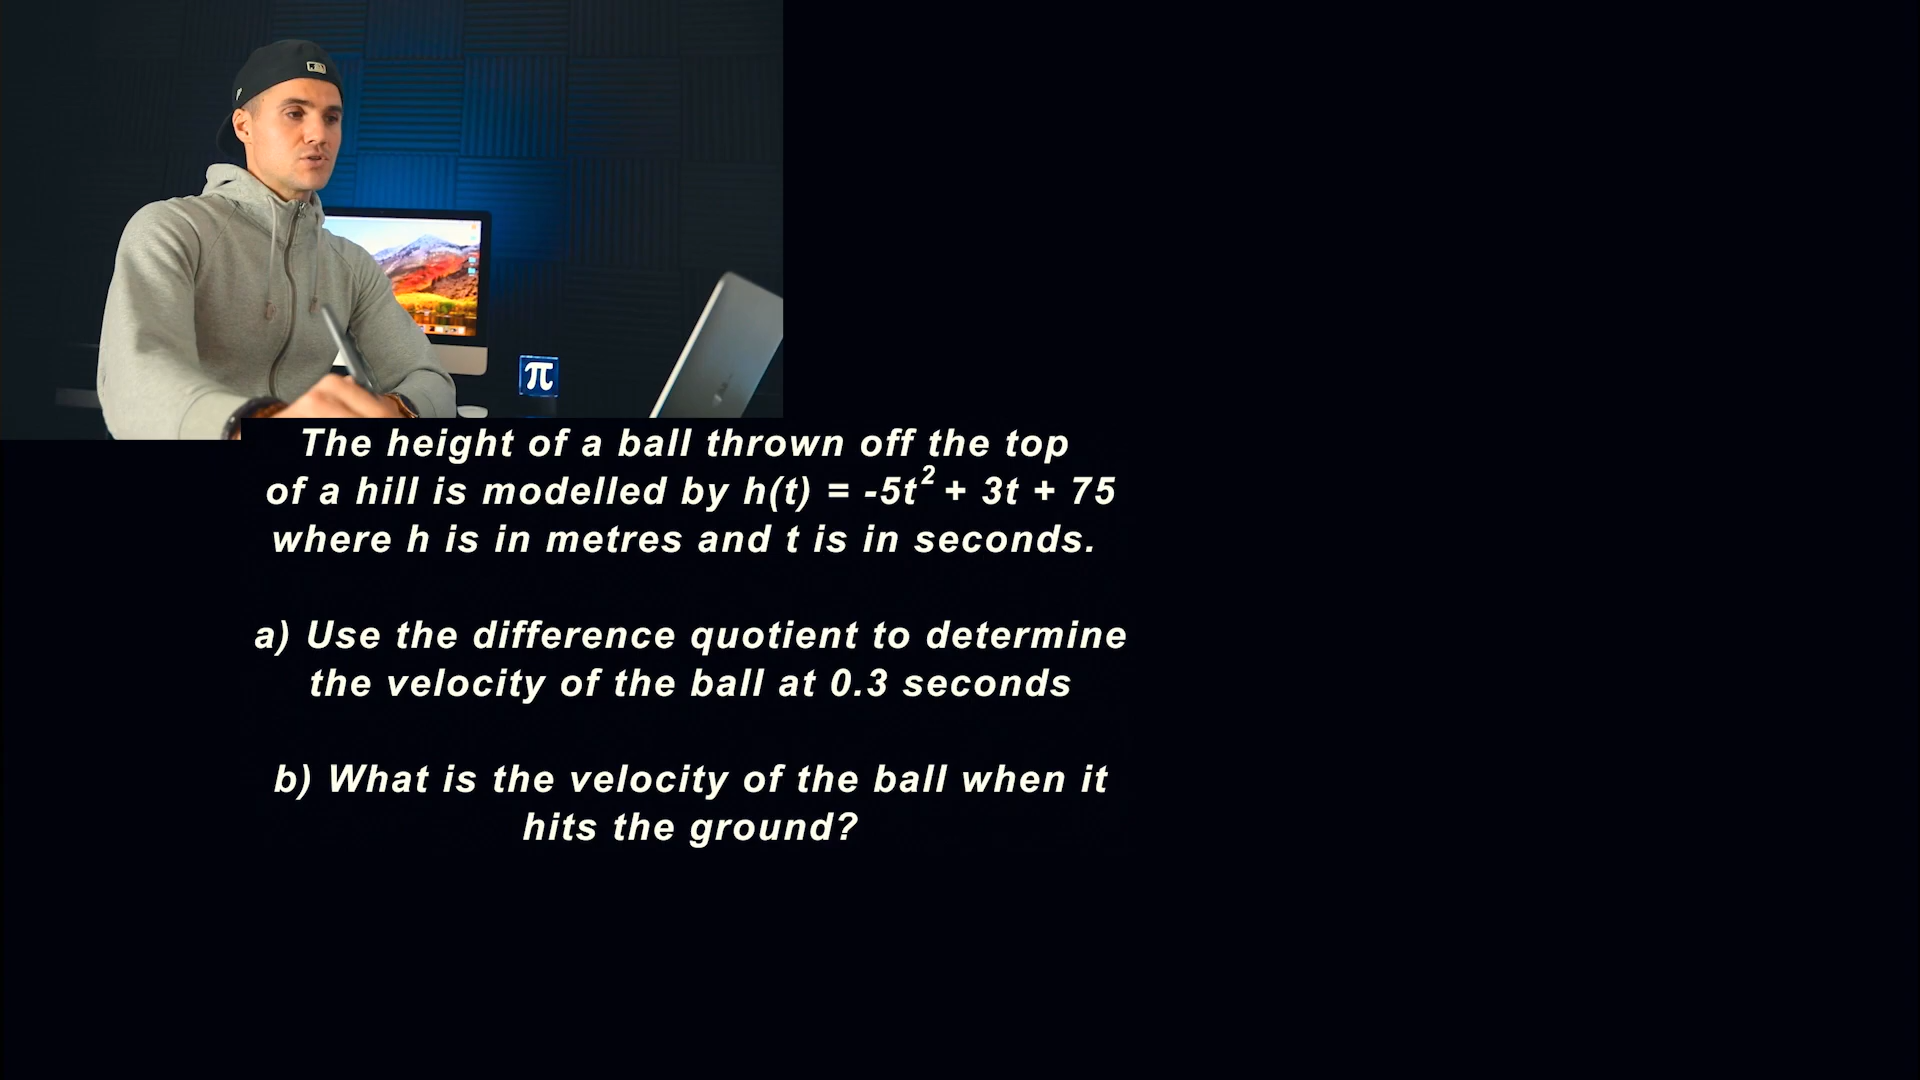 π
The height of a ball thrown off the top
of a hill is modelled by h(t) = -5t² + 3t + 75
where h is in metres and t is in seconds.
a) Use the difference quotient to determine
the velocity of the ball at 0.3 seconds
b) What is the velocity of the ball when it
hits the ground?